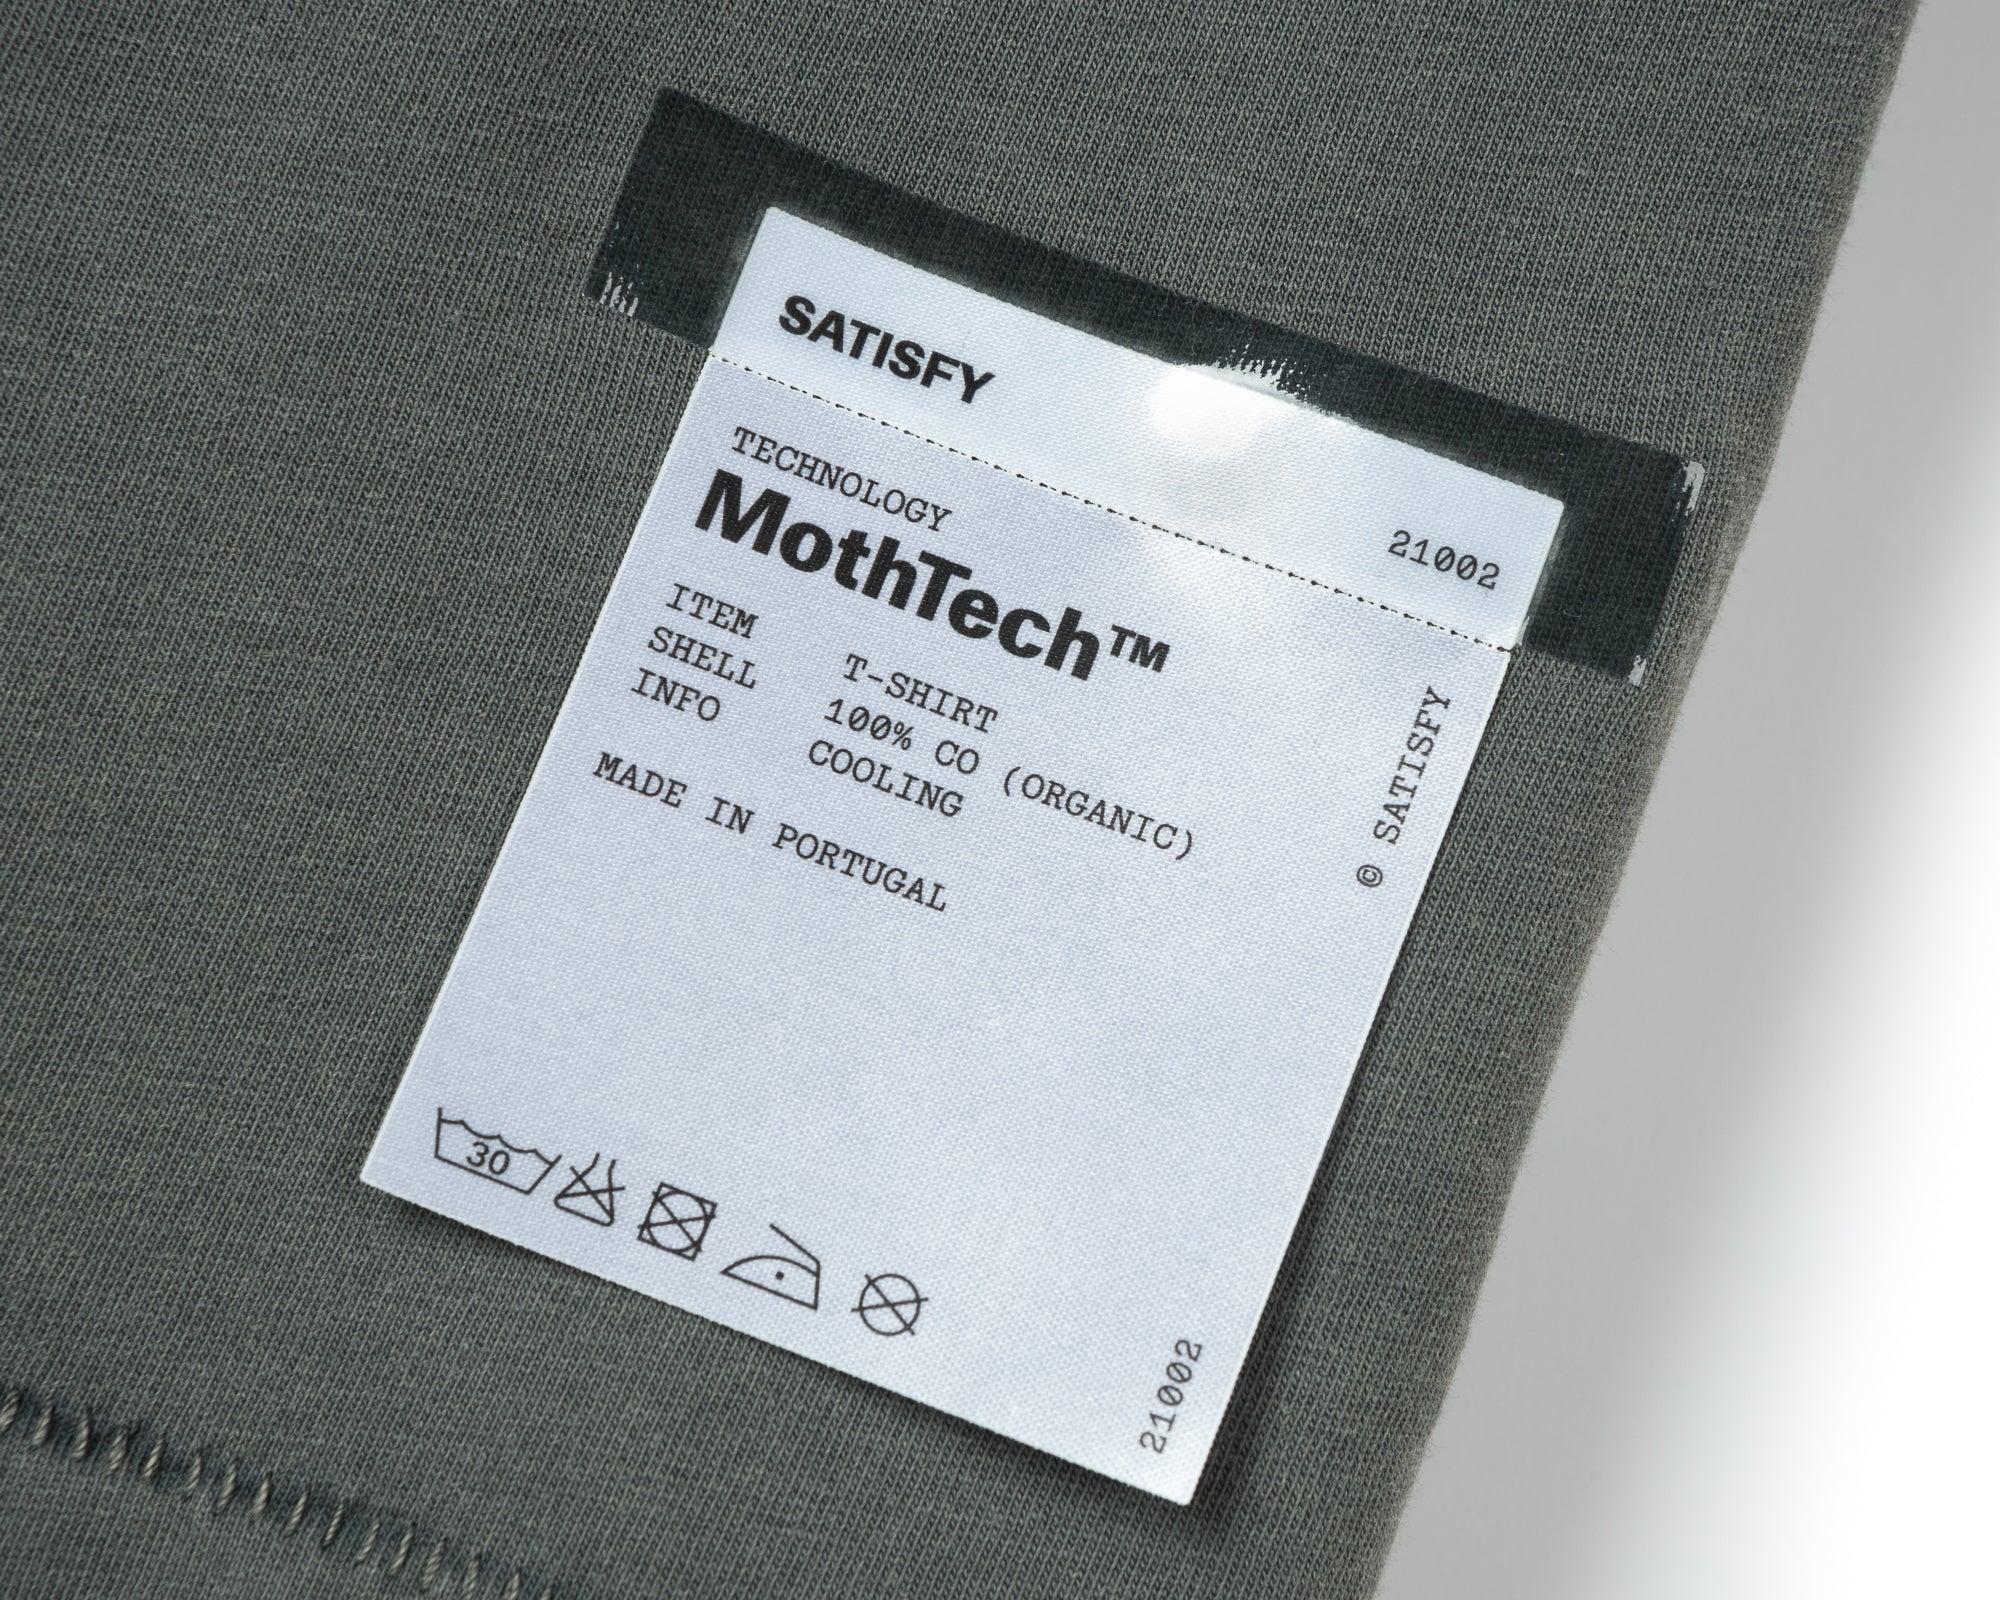 SATISFY
21002
TECHNOLOGY
MothTech™
ITEM T-SHIRT
SHELL 100% CO (ORGANIC)
INFO COOLING
MADE IN PORTUGAL
© SATISFY
30
21002